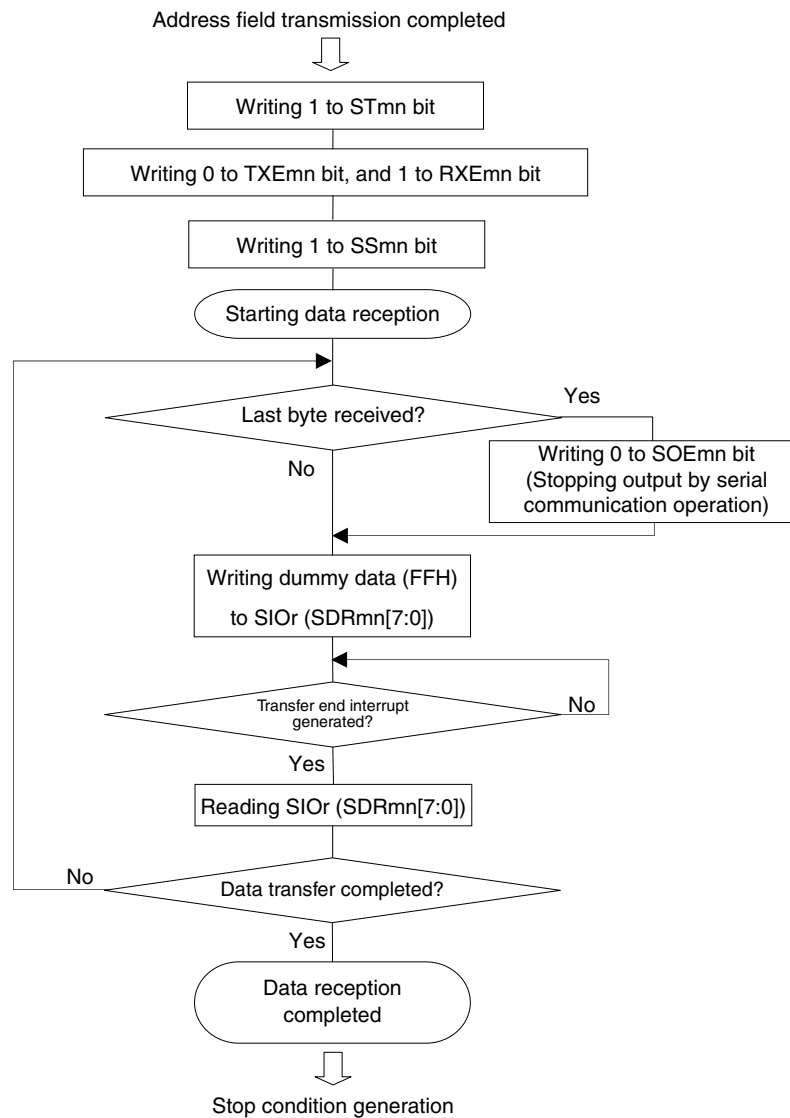 Address field transmission completed
Writing 1 to STmn bit
Writing 0 to TXEmn bit, and 1 to RXEmn bit
Writing 1 to SSmn bit
Starting data reception
Last byte received?
Yes
No
Writing 0 to SOEmn bit
(Stopping output by serial
communication operation)
Writing dummy data (FFH)
to SIOr (SDRmn[7:0])
Transfer end interrupt
generated?
No
Yes
Reading SIOr (SDRmn[7:0])
No
Data transfer completed?
Yes
Data reception
completed
Stop condition generation